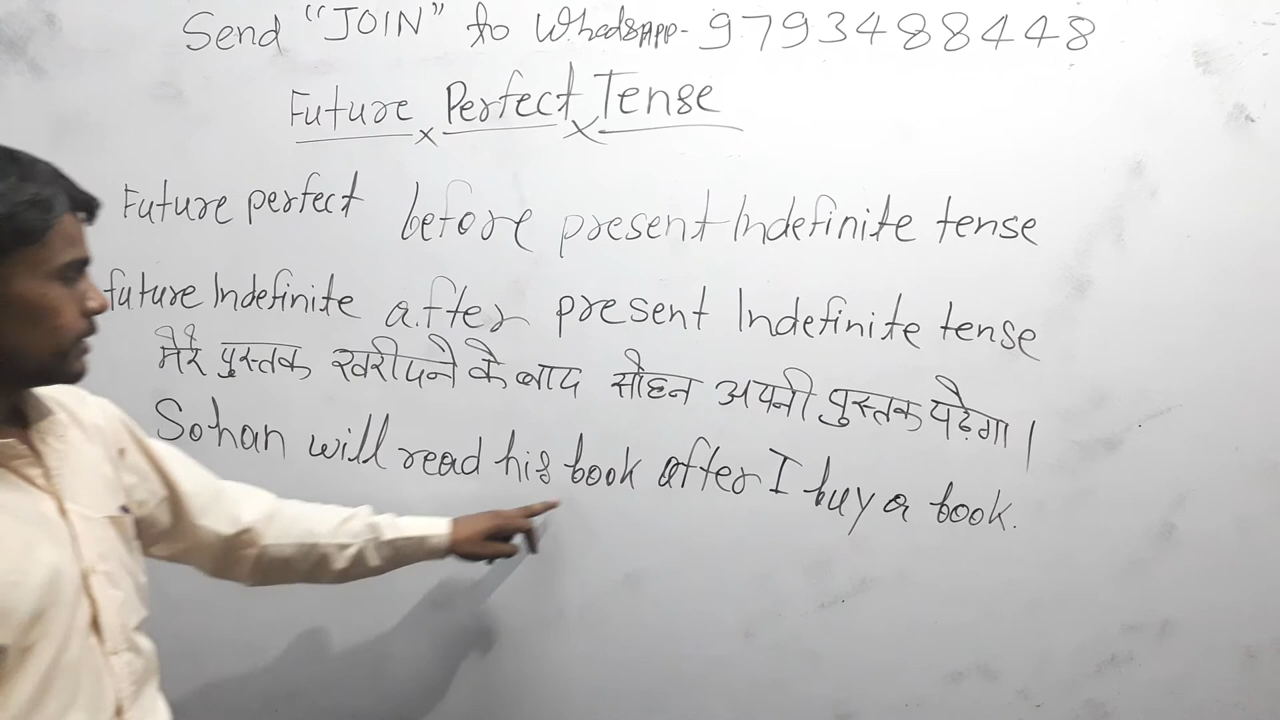 Send "JOIN" to WhatsAPP- 9793488448
Future Perfect Tense
Future perfect before present Indefinite tense
future Indefinite after present Indefinite tense
मेरे पुस्तक खरीदने के बाद सोहन अपनी पुस्तक पढ़ेगा।
Sohan will read his book after I buy a book.